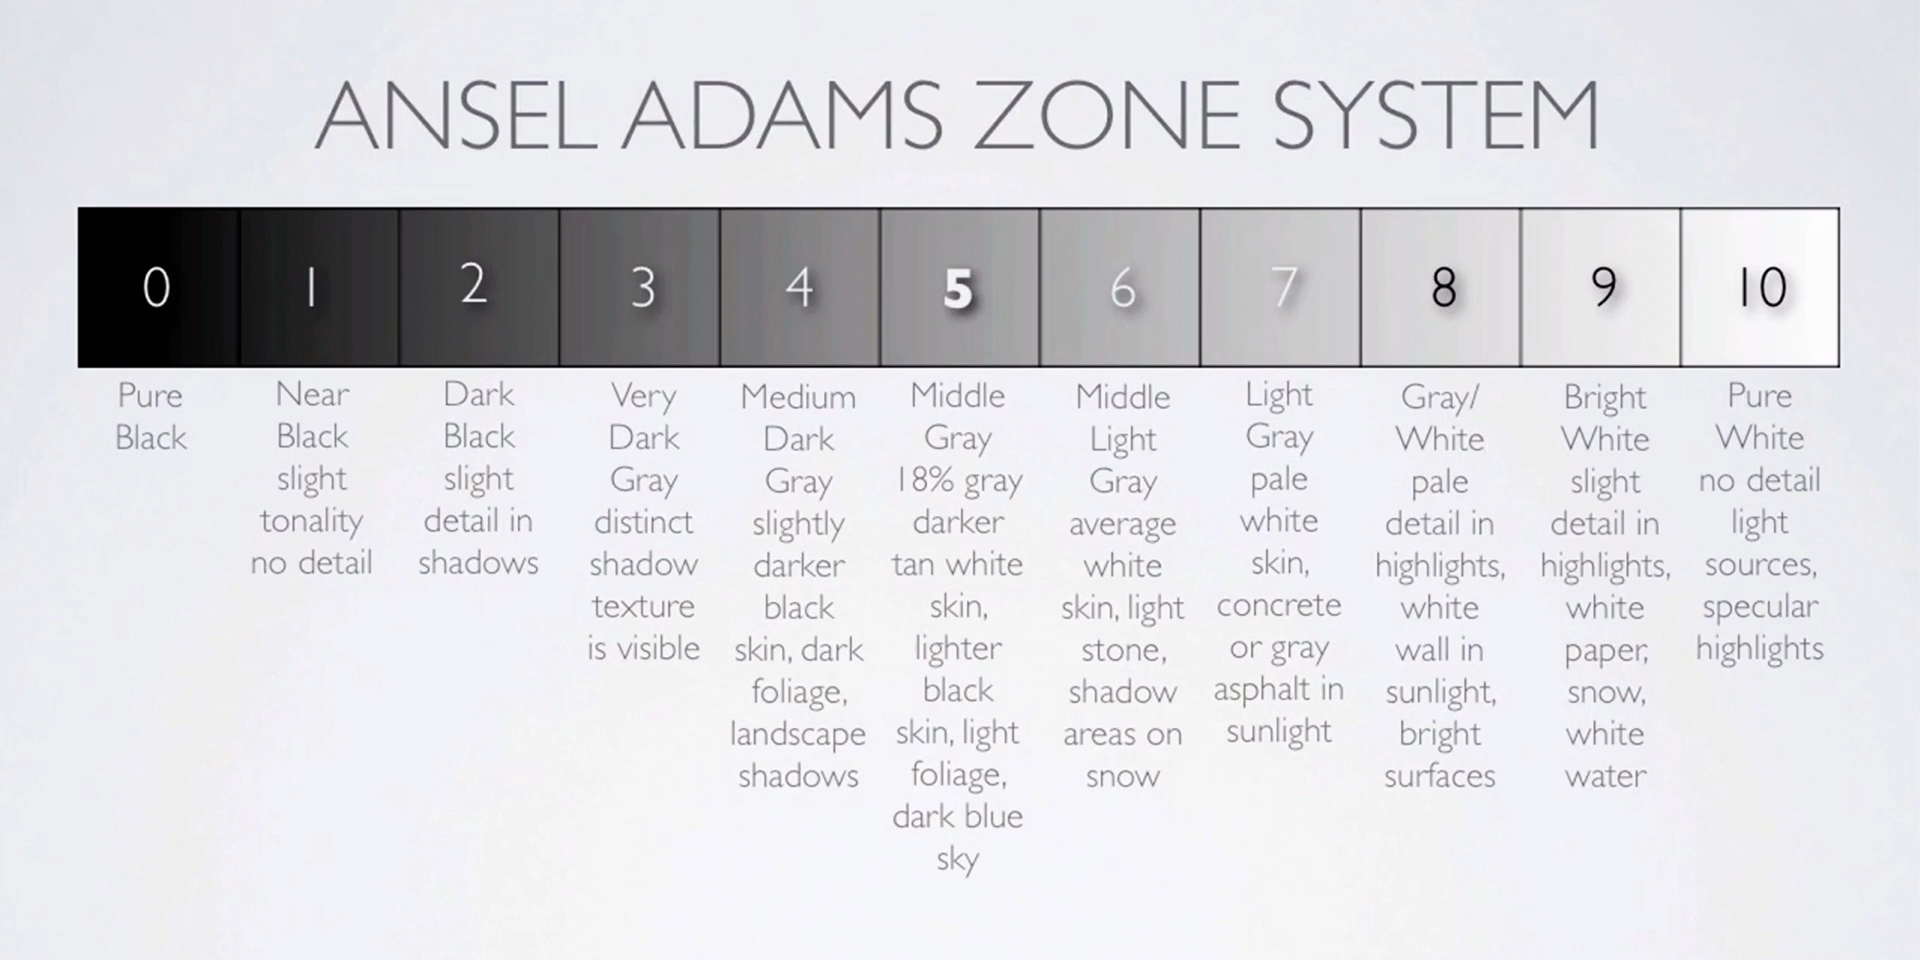 ANSEL ADAMS ZONE SYSTEM
0
1
2
3
4
5
6
7
8
9
10
Pure
Black
Near
Black
slight
tonality
no detail
Dark
Black
slight
detail in
shadows
Very
Dark
Gray
distinct
shadow
texture
is visible
Medium
Dark
Gray
slightly
darker
black
skin, dark
foliage,
landscape
shadows
Middle
Gray
18% gray
darker
tan white
skin,
lighter
black
skin, light
foliage,
dark blue
sky
Middle
Light
Gray
average
white
skin, light
stone,
shadow
areas on
snow
Light
Gray
pale
white
skin,
concrete
or gray
asphalt in
sunlight
Gray/
White
pale
detail in
highlights,
white
wall in
sunlight,
bright
surfaces
Bright
White
slight
detail in
highlights,
white
paper,
snow,
white
water
Pure
White
no detail
light
sources,
specular
highlights